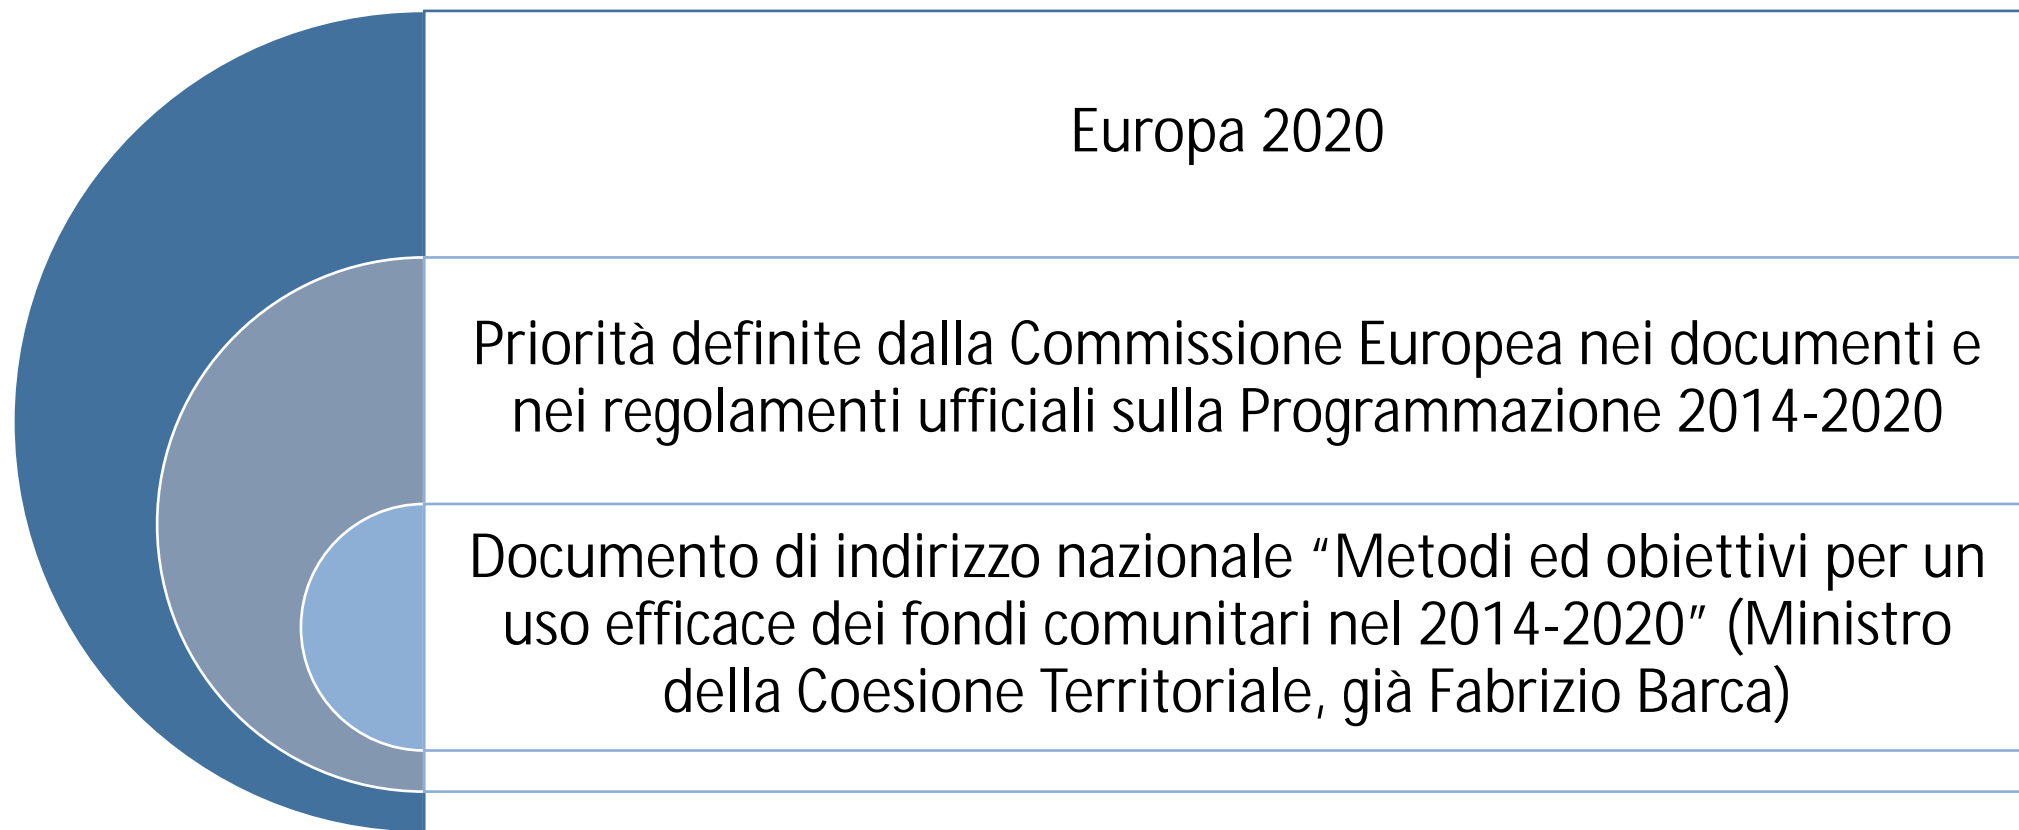 Europa 2020
Priorità definite dalla Commissione Europea nei documenti e
nei regolamenti ufficiali sulla Programmazione 2014-2020
Documento di indirizzo nazionale “Metodi ed obiettivi per un
uso efficace dei fondi comunitari nel 2014-2020” (Ministro
della Coesione Territoriale, già Fabrizio Barca)